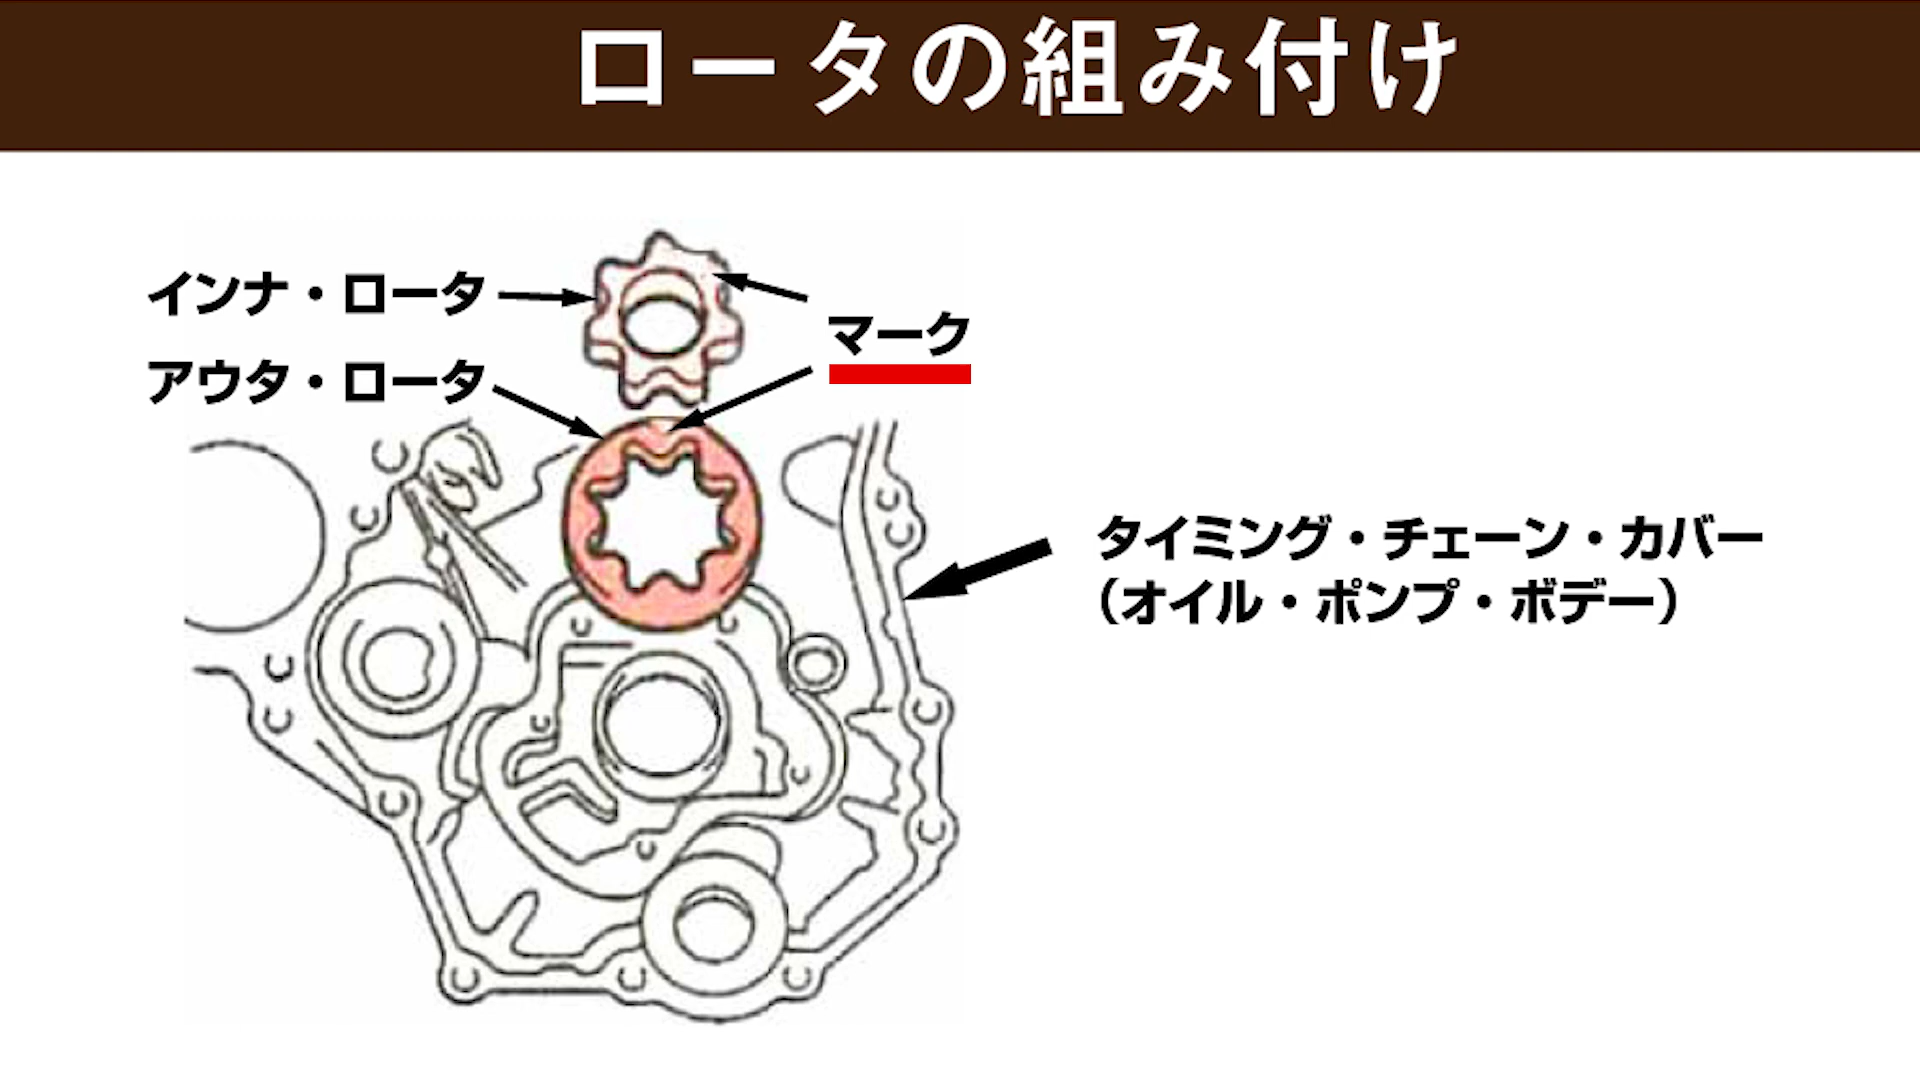 ロータの組み付け
インナ・ロータ
マーク
アウタ・ロータ
タイミング・チェーン・カバー
（オイル・ポンプ・ボデー）